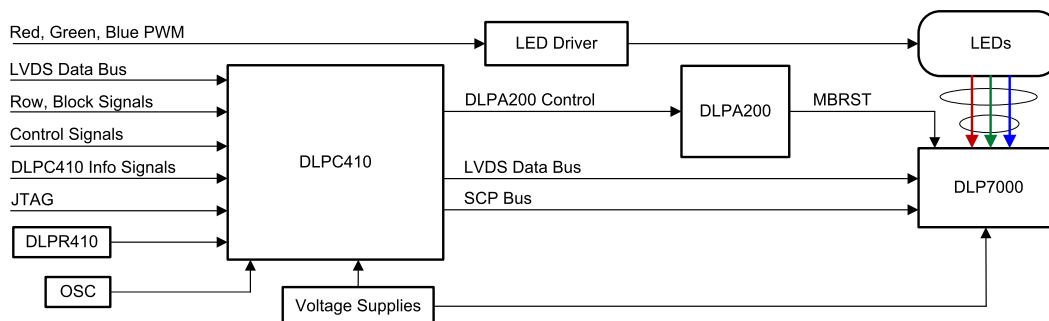 Red, Green, Blue PWM
LED Driver
LEDs
LVDS Data Bus
Row, Block Signals
Control Signals
DLPC410 Info Signals
JTAG
DLPR410
OSC
DLPC410
Voltage Supplies
DLPA200 Control
DLPA200
MBRST
LVDS Data Bus
SCP Bus
DLP7000